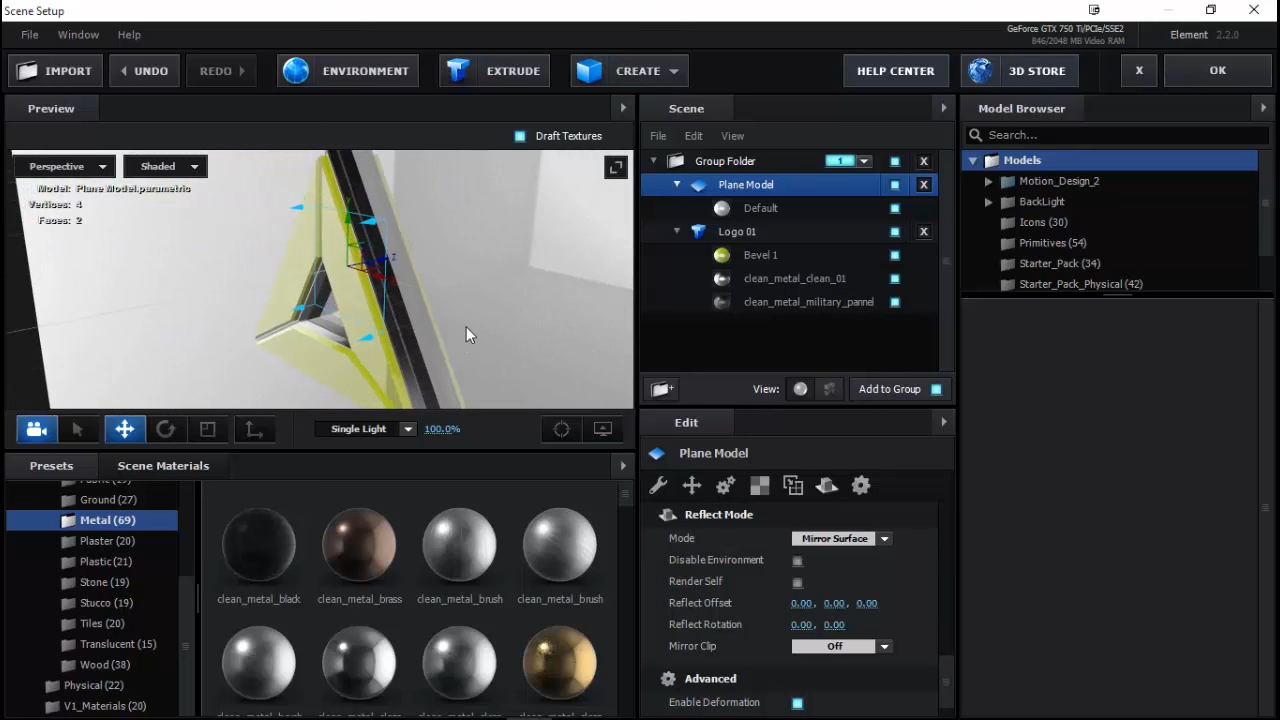 Scene Setup
File Window Help
GeForce GTX 750 Ti/PCIe/SSE2
846/2048 MB Video RAM
Element 2.2.0
IMPORT UNDO REDO ENVIRONMENT EXTRUDE CREATE HELP CENTER 3D STORE X OK
Preview
Draft Textures
Perspective Shaded
Model: Plane Model.parametric
Vertices: 4
Faces: 2
Single Light 100.0%
Scene
File Edit View
Group Folder 1 X
Plane Model X
Default
Logo 01 X
Bevel 1
clean_metal_clean_01
clean_metal_military_pannel
View: Add to Group
Model Browser
Search...
Models
Motion_Design_2
BackLight
Icons (30)
Primitives (54)
Starter_Pack (34)
Starter_Pack_Physical (42)
Presets Scene Materials
Ground (27)
Metal (69)
Plaster (20)
Plastic (21)
Stone (19)
Stucco (19)
Tiles (20)
Translucent (15)
Wood (38)
Physical (22)
V1_Materials (20)
clean_metal_black clean_metal_brass clean_metal_brush clean_metal_brush
Edit
Plane Model
Reflect Mode
Mode Mirror Surface
Disable Environment
Render Self
Reflect Offset 0.00, 0.00, 0.00
Reflect Rotation 0.00, 0.00
Mirror Clip Off
Advanced
Enable Deformation